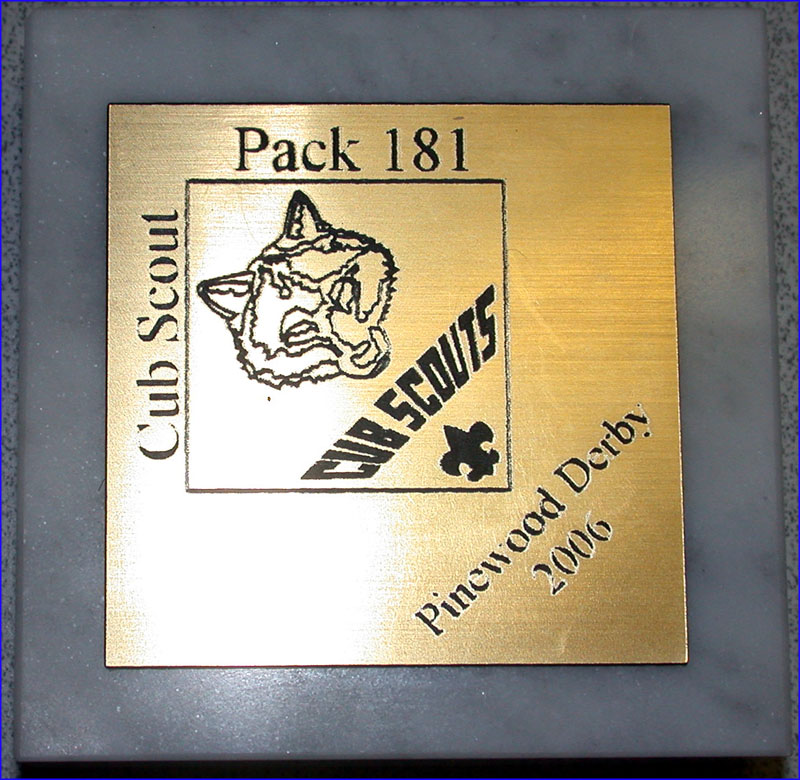 Pack 181
Cub Scout
CUB SCOUTS
Pinewood Derby
2006